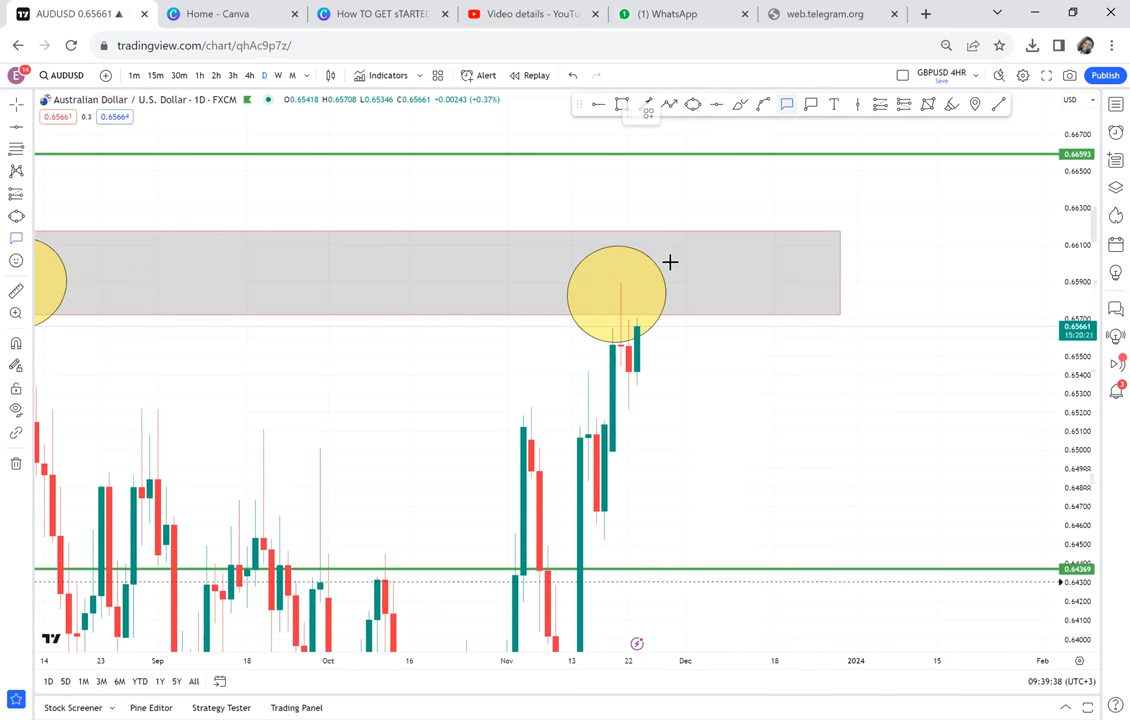 AUDUSD 0.65661 ▲
Home - Canva
How TO GET sTARTED
Video details - YouTu
(1) WhatsApp
web.telegram.org
tradingview.com/chart/qhAc9p7z/
E
14
AUDUSD
1m 15m 30m 1h 2h 3h 4h D W M
Indicators
Alert
Replay
GBPUSD 4HR
Save
Publish
Australian Dollar / U.S. Dollar · 1D · FXCM
O0.65418 H0.65708 L0.65346 C0.65661 +0.00243 (+0.37%)
0.65661
0.3
0.65664
USD
0.66700
0.66593
0.66500
0.66300
0.66100
0.65900
0.65700
0.65661
15:20:21
0.65500
0.65400
0.65300
0.65200
0.65100
0.65000
0.64700
0.64600
0.64500
0.64369
0.64300
0.64200
0.64100
0.64000
3
14 23 Sep 18 Oct 16 Nov 13 22 Dec 18 2024 15 Feb
1D 5D 1M 3M 6M YTD 1Y 5Y All
09:39:38 (UTC+3)
Stock Screener
Pine Editor
Strategy Tester
Trading Panel